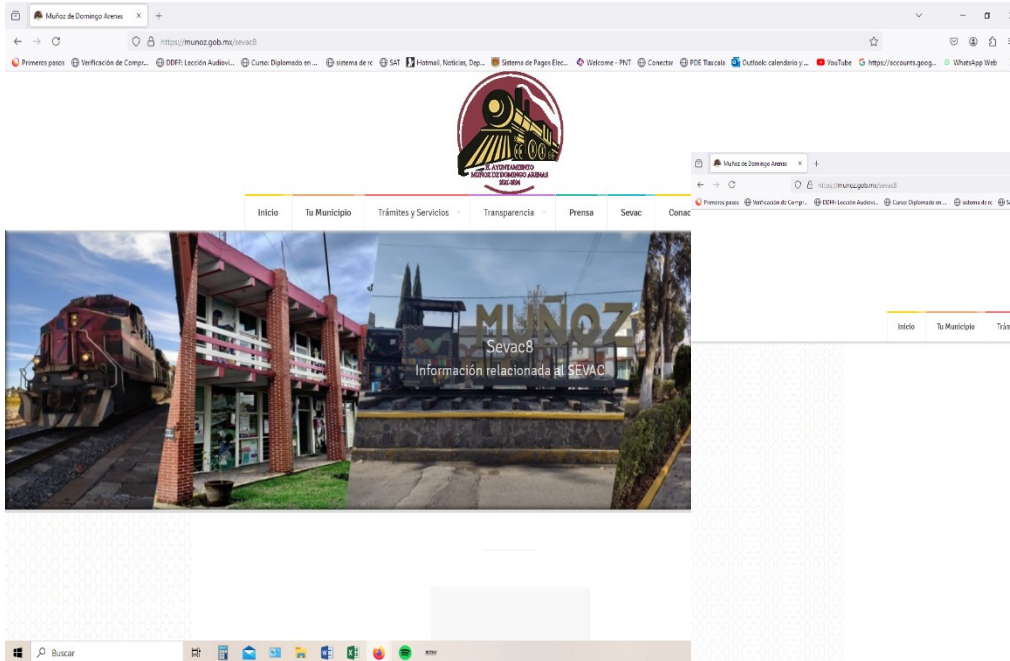 Muñoz de Domingo Arenas × +
https://munoz.gob.mx/sevac8
Primeros pasos Verificación de Compr... DDFF: Lección Audiovi... Curso: Diplomado en ... sistema de rc SAT Hotmail, Noticias, Dep... Sistema de Pagos Elec... Welcome - PNT Conectar PDE Tlaxcala Outlook: calendario y ... YouTube https://accounts.goog... WhatsApp Web
H. AYUNTAMIENTO
MUÑOZ DE DOMINGO ARENAS
2021-2024
Inicio Tu Municipio Trámites y Servicios Transparencia Prensa Sevac Conac
MUÑOZ
Sevac8
Información relacionada al SEVAC
Buscar
Muñoz de Domingo Arenas × +
https://munoz.gob.mx/sevac8
Primeros pasos Verificación de Compr... DDFF: Lección Audiovi... Curso: Diplomado en ... sistema de rc
Inicio Tu Municipio Trám